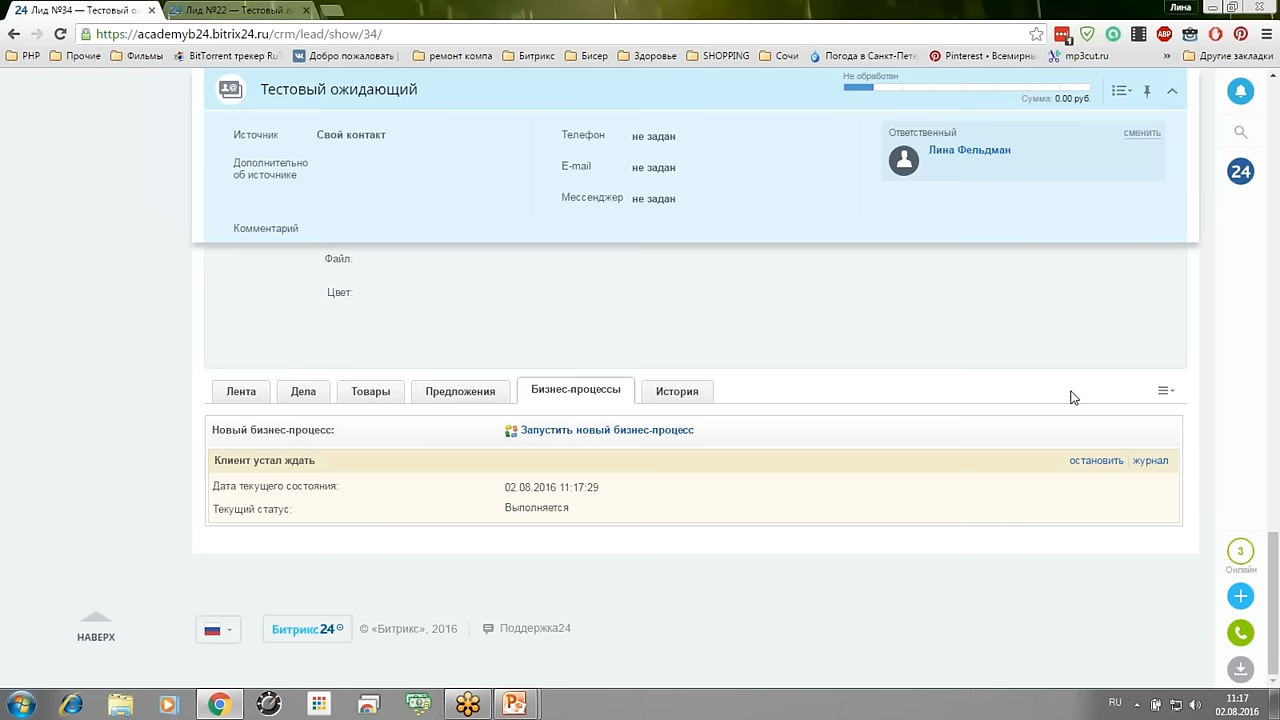 Лид №34 — Тестовый о
Лид №22 — Тестовый л
Лина
https://academyb24.bitrix24.ru/crm/lead/show/34/
1
ABP
PHP
Прочие
Фильмы
BitTorrent трекер RuT
Добро пожаловать |
ремонт компа
Битрикс
Бисер
Здоровье
SHOPPING
Сочи
Погода в Санкт-Пете
Pinterest • Всемирны
mp3cut.ru
»
Другие закладки
Тестовый ожидающий
Не обработан
Сумма: 0.00 руб.
Источник
Свой контакт
Телефон
не задан
Ответственный
сменить
Лина Фельдман
Дополнительно
об источнике
E-mail
не задан
24
Мессенджер
не задан
Комментарий
Файл:
Цвет:
Лента
Дела
Товары
Предложения
Бизнес-процессы
История
Новый бизнес-процесс:
Запустить новый бизнес-процесс
Клиент устал ждать
остановить
журнал
Дата текущего состояния:
02.08.2016 11:17:29
Текущий статус:
Выполняется
3
Онлайн
НАВЕРХ
Битрикс24
© «Битрикс», 2016
Поддержка24
RU
11:17
02.08.2016